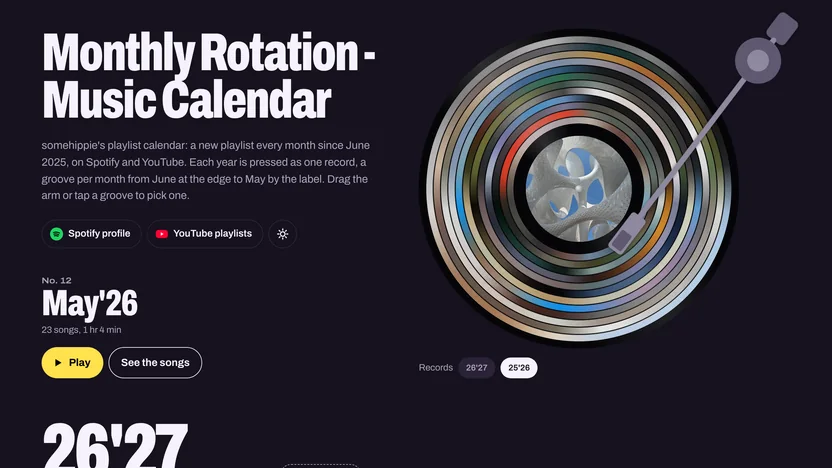 Monthly Rotation -
Music Calendar
somehippie's playlist calendar: a new playlist every month since June
2025, on Spotify and YouTube. Each year is pressed as one record, a
groove per month from June at the edge to May by the label. Drag the
arm or tap a groove to pick one.
Spotify profile
YouTube playlists
No. 12
May'26
23 songs, 1 hr 4 min
Play
See the songs
Records
26'27
25'26
26'27